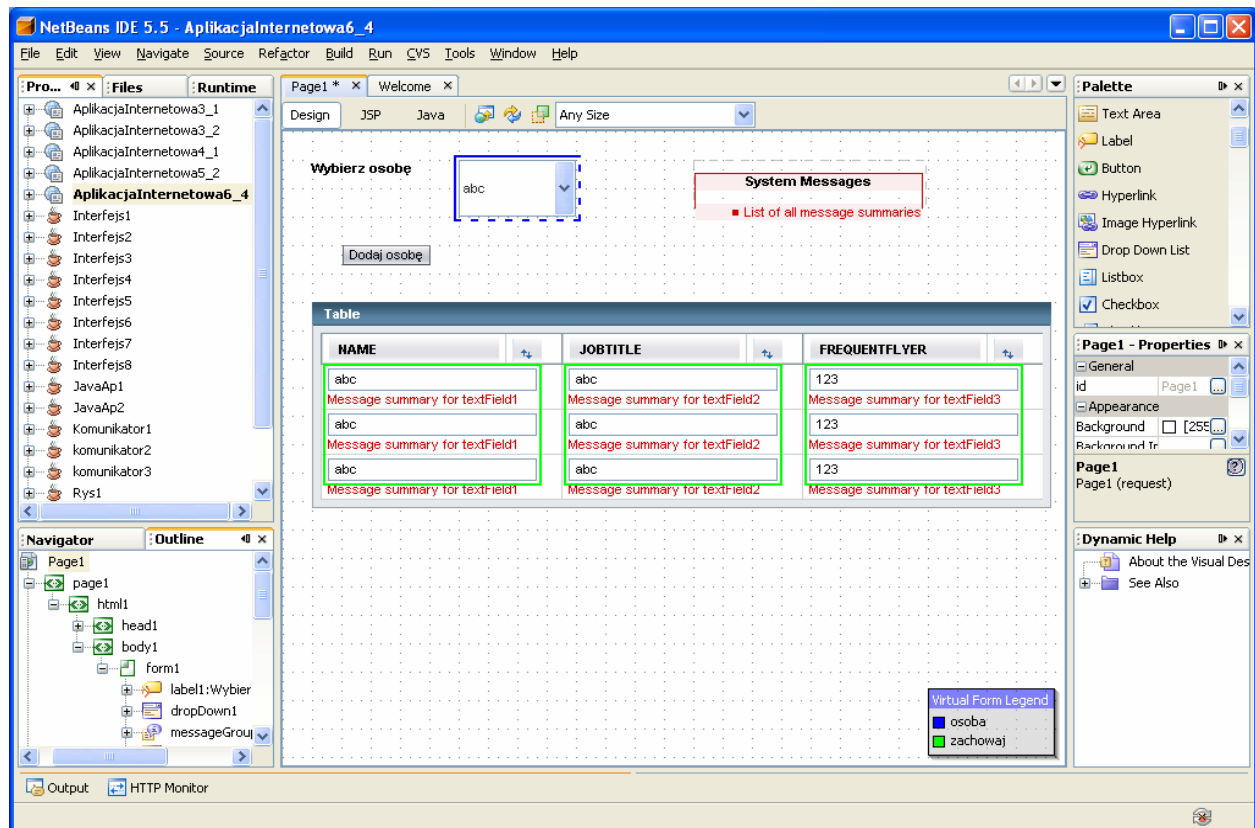 NetBeans IDE 5.5 - AplikacjaInternetowa6_4
File Edit View Navigate Source Refactor Build Run CVS Tools Window Help
Pro... Files Runtime
AplikacjaInternetowa3_1
AplikacjaInternetowa3_2
AplikacjaInternetowa4_1
AplikacjaInternetowa5_2
AplikacjaInternetowa6_4
Interfejs1
Interfejs2
Interfejs3
Interfejs4
Interfejs5
Interfejs6
Interfejs7
Interfejs8
JavaAp1
JavaAp2
Komunikator1
komunikator2
komunikator3
Rys1
Navigator Outline
Page1
page1
html1
head1
body1
form1
label1:Wybier
dropDown1
messageGrou
Page1 * Welcome
Design JSP Java Any Size
Wybierz osobę
abc
System Messages
List of all message summaries
Dodaj osobę
Table
NAME JOBTITLE FREQUENTFLYER
abc abc 123
Message summary for textField1 Message summary for textField2 Message summary for textField3
abc abc 123
Message summary for textField1 Message summary for textField2 Message summary for textField3
abc abc 123
Message summary for textField1 Message summary for textField2 Message summary for textField3
Virtual Form Legend
osoba
zachowaj
Palette
Text Area
Label
Button
Hyperlink
Image Hyperlink
Drop Down List
Listbox
Checkbox
Page1 - Properties
General
id Page1 ...
Appearance
Background [255 ...
Background Ir
Page1
Page1 (request)
Dynamic Help
About the Visual Des
See Also
Output HTTP Monitor